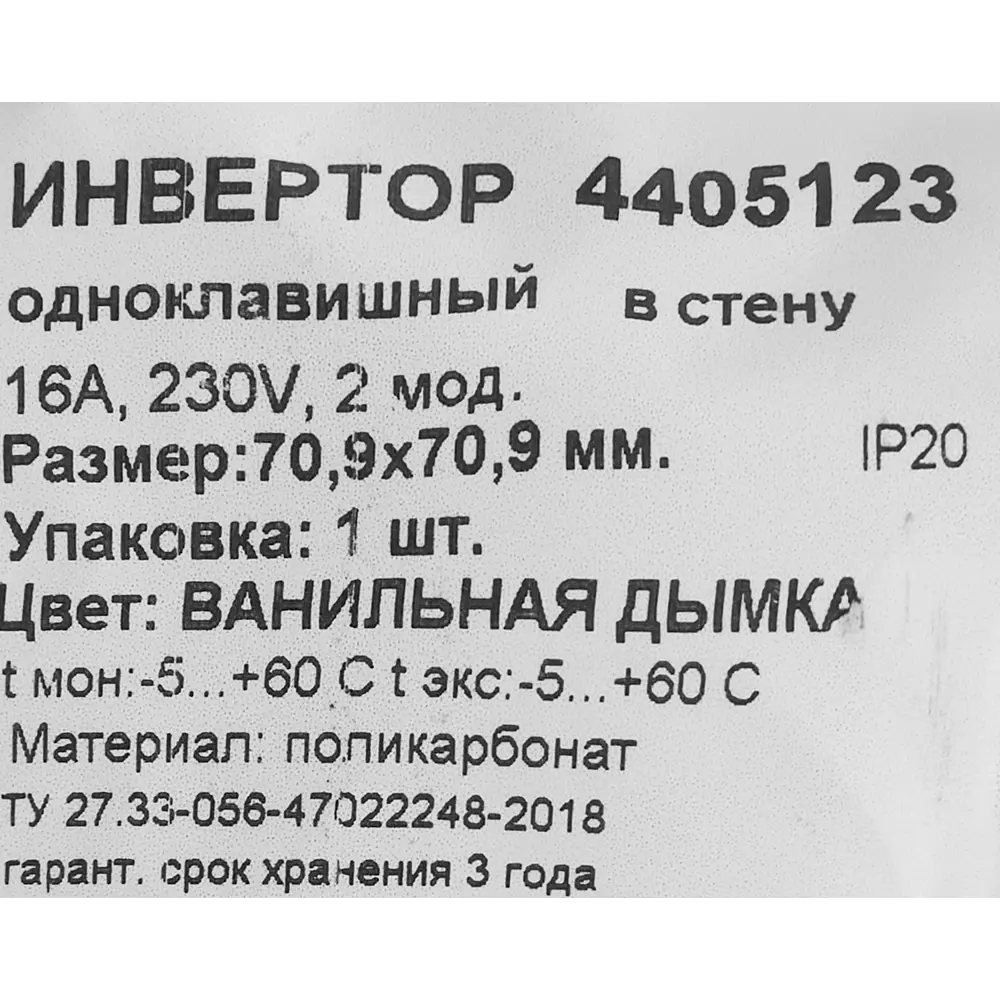 ИНВЕРТОР 4405123
одноклавишный в стену
16А, 230V, 2 мод.
Размер:70,9х70,9 мм. IP20
Упаковка: 1 шт.
Цвет: ВАНИЛЬНАЯ ДЫМКА
t мон:-5...+60 С t экс:-5...+60 С
Материал: поликарбонат
ТУ 27.33-056-47022248-2018
гарант. срок хранения 3 года